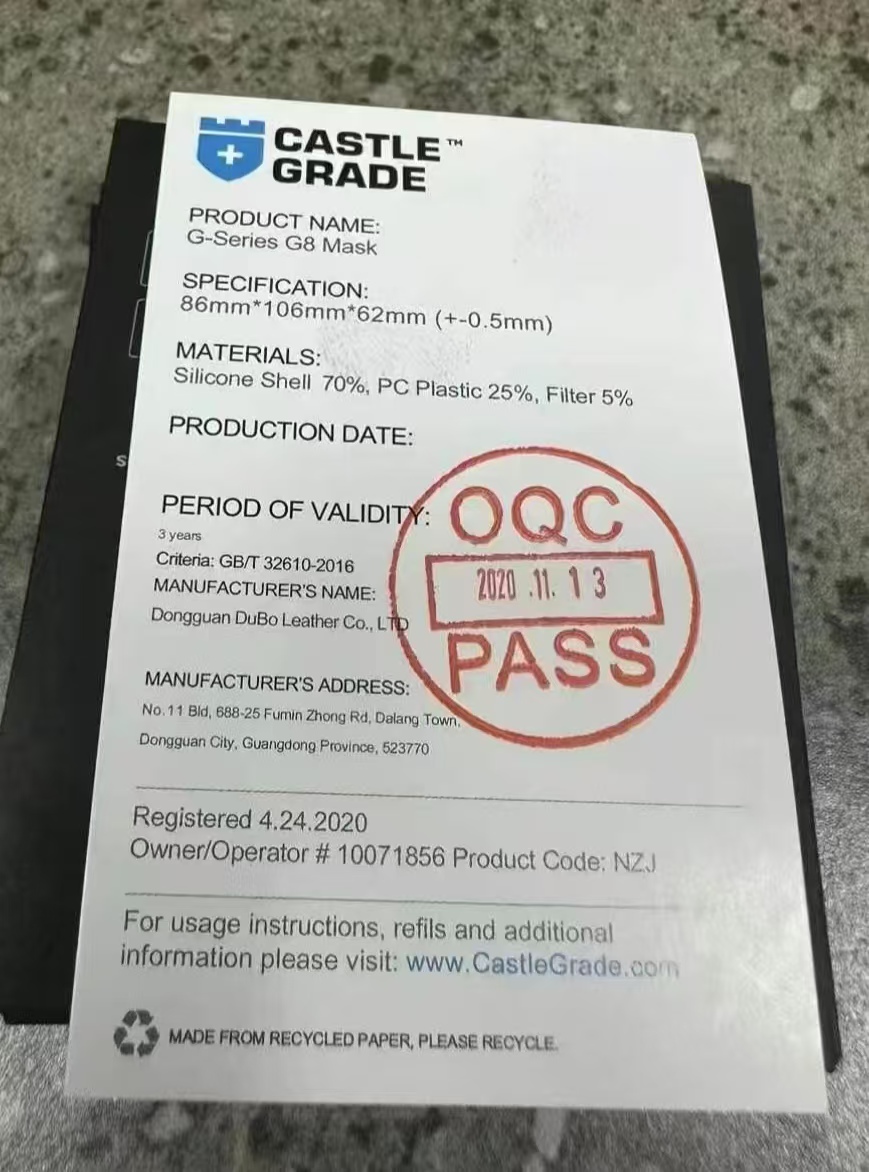 CASTLE™
GRADE
PRODUCT NAME:
G-Series G8 Mask
SPECIFICATION:
86mm*106mm*62mm (+-0.5mm)
MATERIALS:
Silicone Shell 70%, PC Plastic 25%, Filter 5%
PRODUCTION DATE:
PERIOD OF VALIDITY:
3 years
Criteria: GB/T 32610-2016
MANUFACTURER'S NAME:
Dongguan DuBo Leather Co., LTD
OQC
2020 .11. 1 3
PASS
MANUFACTURER'S ADDRESS:
No.11 Bld, 688-25 Fumin Zhong Rd, Dalang Town,
Dongguan City, Guangdong Province, 523770
Registered 4.24.2020
Owner/Operator # 10071856 Product Code: NZJ
For usage instructions, refils and additional
information please visit: www.CastleGrade.com
MADE FROM RECYCLED PAPER, PLEASE RECYCLE.
S